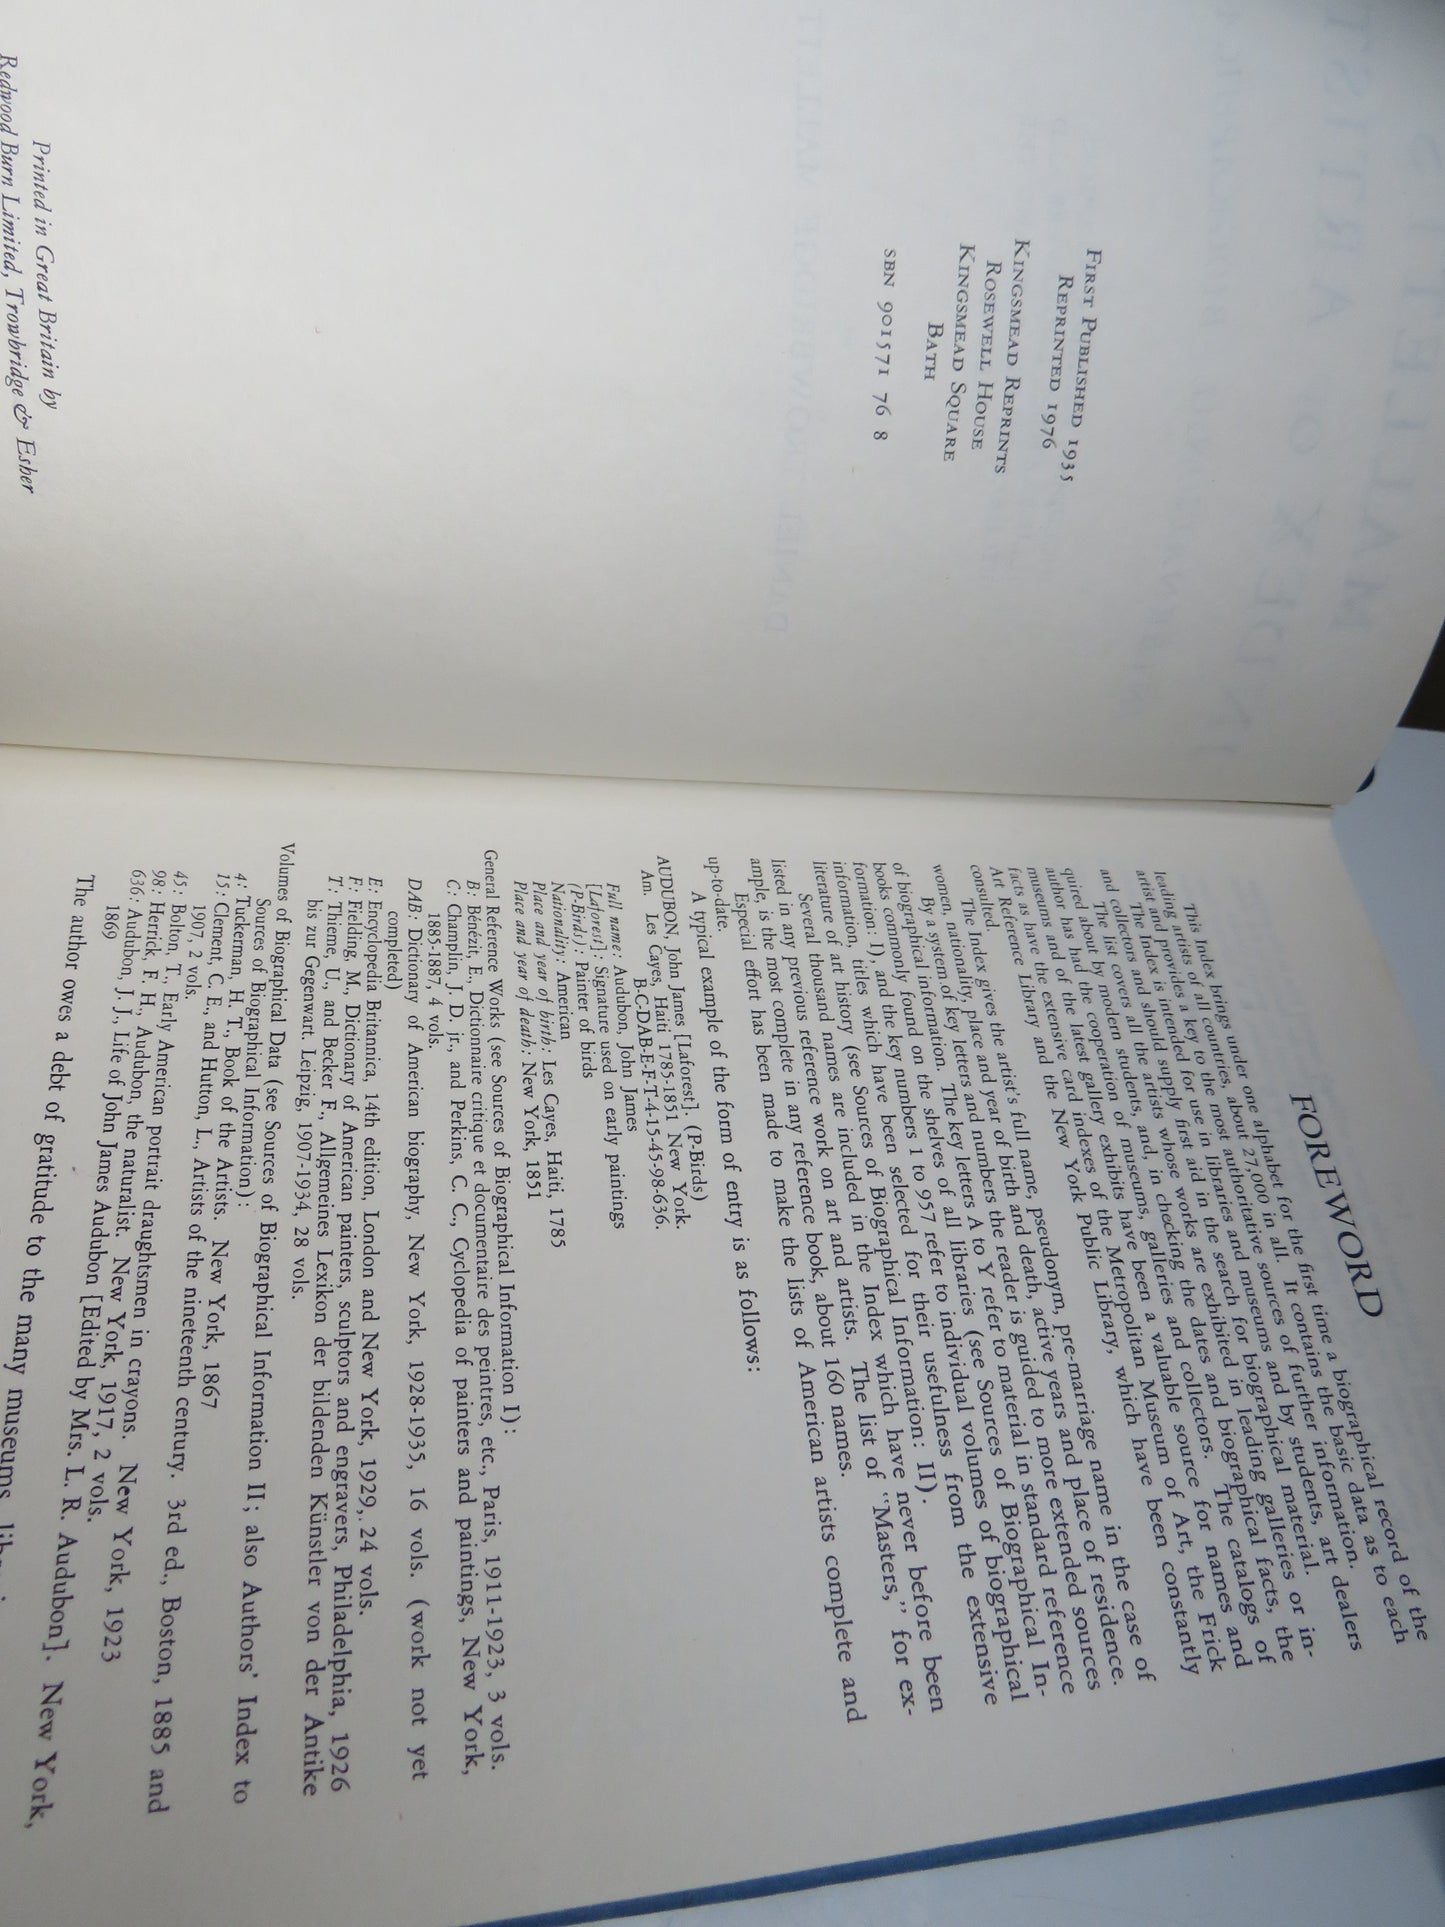 First Published 1935
Reprinted 1976
Kingsmead Reprints
Rosewell House
Kingsmead Square
Bath
SBN 901571 76 8
Printed in Great Britain by
Redwood Burn Limited, Trowbridge & Esher
FOREWORD
This Index brings under one alphabet for the first time a biographical record of the
leading artists of all countries, about 27,000 in all. It contains the basic data as to each
artist and provides a key to the most authoritative sources of further information.
The Index is intended for use in libraries and museums and by students, art dealers
and collectors and should supply first aid in the search for biographical material.
The list covers all the artists whose works are exhibited in leading galleries or in-
quired about by modern students, and, in checking the dates and biographical facts, the
author has had the cooperation of museums, galleries and collectors. The catalogs of
museums and of the latest gallery exhibits have been a valuable source for names and
facts as have the extensive card indexes of the Metropolitan Museum of Art, the Frick
Art Reference Library and the New York Public Library, which have been constantly
consulted.
The Index gives the artist's full name, pseudonym, pre-marriage name in the case of
women, nationality, place and year of birth and death, active years and place of residence.
By a system of key letters and numbers the reader is guided to more extended sources
of biographical information. The key letters A to Y refer to material in standard reference
books commonly found on the shelves of all libraries (see Sources of Biographical In-
formation: I), and the key numbers 1 to 957 refer to individual volumes of biographical
information, titles which have been selected for their usefulness from the extensive
literature of art history (see Sources of Biographical Information: II).
Several thousand names are included in the Index which have never before been
listed in any previous reference work on art and artists. The list of "Masters," for ex-
ample, is the most complete in any reference book, about 160 names.
Especial effort has been made to make the lists of American artists complete and
up-to-date.
A typical example of the form of entry is as follows:
AUDUBON, John James [Laforest]. (P-Birds)
Am. Les Cayes, Haiti 1785-1851 New York.
B-C-DAB-E-F-T-4-15-45-98-636.
Full name: Audubon, John James
[Laforest]: Signature used on early paintings
(P-Birds): Painter of birds
Nationality: American
Place and year of birth: Les Cayes, Haiti, 1785
Place and year of death: New York, 1851
General Reference Works (see Sources of Biographical Information I):
B: Bénézit, E., Dictionnaire critique et documentaire des peintres, etc., Paris, 1911-1923, 3 vols.
C: Champlin, J. D. jr., and Perkins, C. C., Cyclopedia of painters and paintings, New York,
1885-1887, 4 vols.
DAB: Dictionary of American biography, New York, 1928-1935, 16 vols. (work not yet
completed)
E: Encyclopedia Britannica, 14th edition, London and New York, 1929, 24 vols.
F: Fielding, M., Dictionary of American painters, sculptors and engravers, Philadelphia, 1926
T: Thieme, U., and Becker F., Allgemeines Lexikon der bildenden Künstler von der Antike
bis zur Gegenwart. Leipzig, 1907-1934, 28 vols.
Volumes of Biographical Data (see Sources of Biographical Information II; also Authors' Index to
Sources of Biographical Information):
4: Tuckerman, H. T., Book of the Artists. New York, 1867
15: Clement, C. E., and Hutton, L., Artists of the nineteenth century. 3rd ed., Boston, 1885 and
1907, 2 vols.
45: Bolton, T., Early American portrait draughtsmen in crayons. New York, 1923
98: Herrick, F. H., Audubon, the naturalist. New York, 1917, 2 vols.
636: Audubon, J. J., Life of John James Audubon [Edited by Mrs. L. R. Audubon]. New York,
1869
The author owes a debt of gratitude to the many museums,